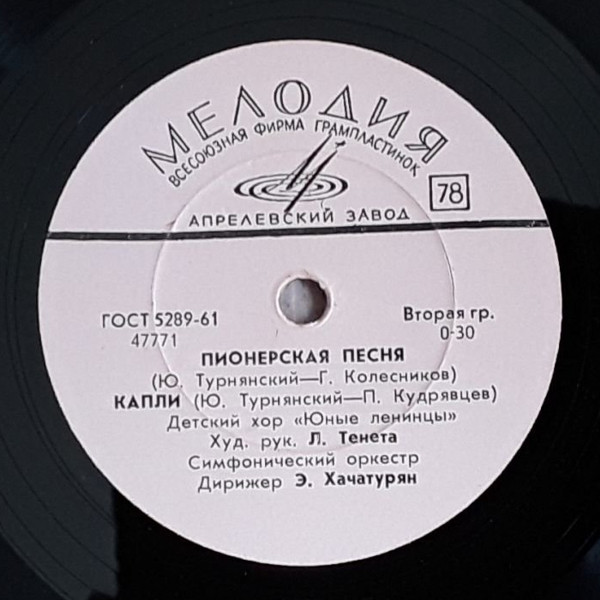 МЕЛОДИЯ
ВСЕСОЮЗНАЯ ФИРМА ГРАМПЛАСТИНОК
78
АПРЕЛЕВСКИЙ ЗАВОД
ГОСТ 5289-61
Вторая гр.
47771
0-30
ПИОНЕРСКАЯ ПЕСНЯ
(Ю. Турнянский—Г. Колесников)
КАПЛИ (Ю. Турнянский—П. Кудрявцев)
Детский хор «Юные ленинцы»
Худ. рук. Л. Тенета
Симфонический оркестр
Дирижер Э. Хачатурян